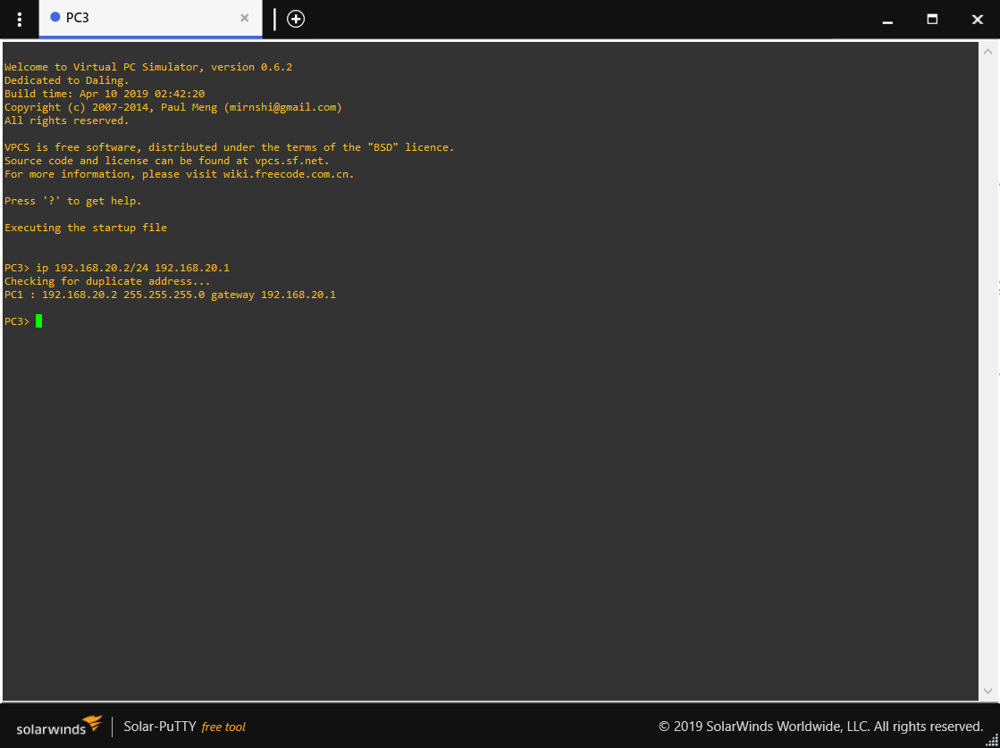 PC3
Welcome to Virtual PC Simulator, version 0.6.2
Dedicated to Daling.
Build time: Apr 10 2019 02:42:20
Copyright (c) 2007-2014, Paul Meng (mirnshi@gmail.com)
All rights reserved.
VPCS is free software, distributed under the terms of the "BSD" licence.
Source code and license can be found at vpcs.sf.net.
For more information, please visit wiki.freecode.com.cn.
Press '?' to get help.
Executing the startup file
PC3> ip 192.168.20.2/24 192.168.20.1
Checking for duplicate address...
PC1 : 192.168.20.2 255.255.255.0 gateway 192.168.20.1
PC3>
solarwinds Solar-PuTTY free tool © 2019 SolarWinds Worldwide, LLC. All rights reserved.